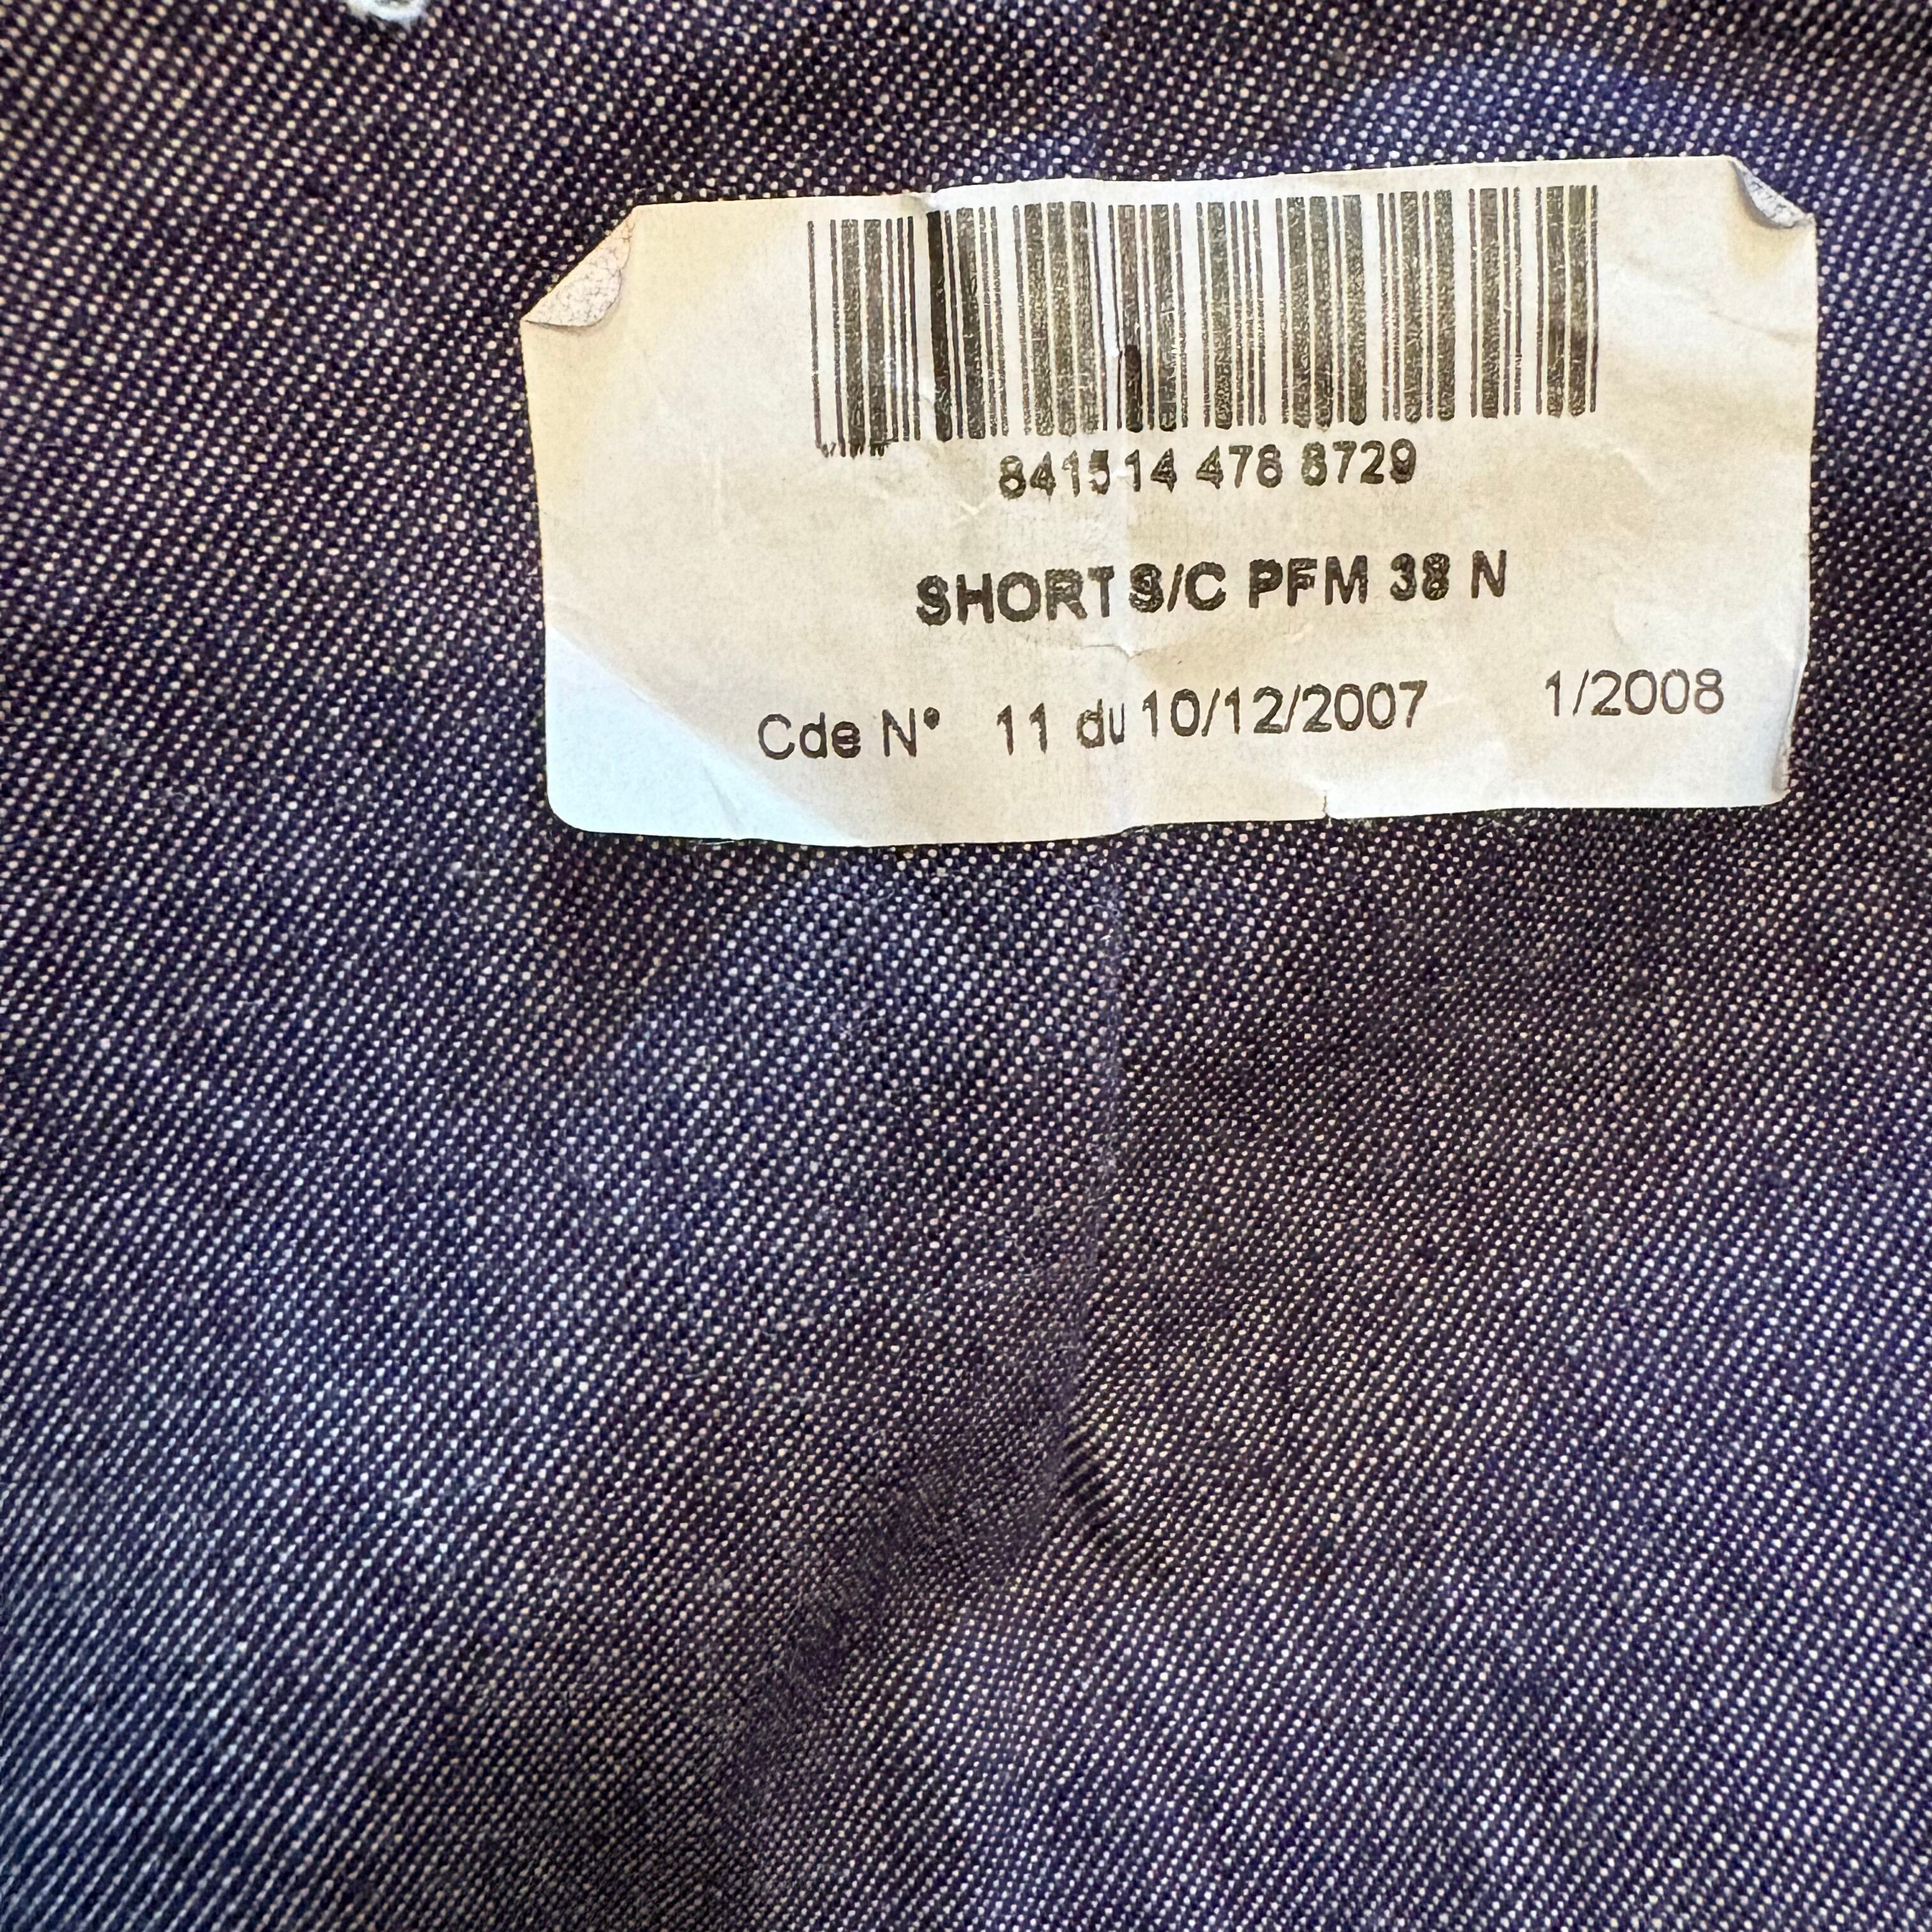 841514 478 8729
SHORT S/C PFM 38 N
Cde N° 11 du 10/12/2007 1/2008